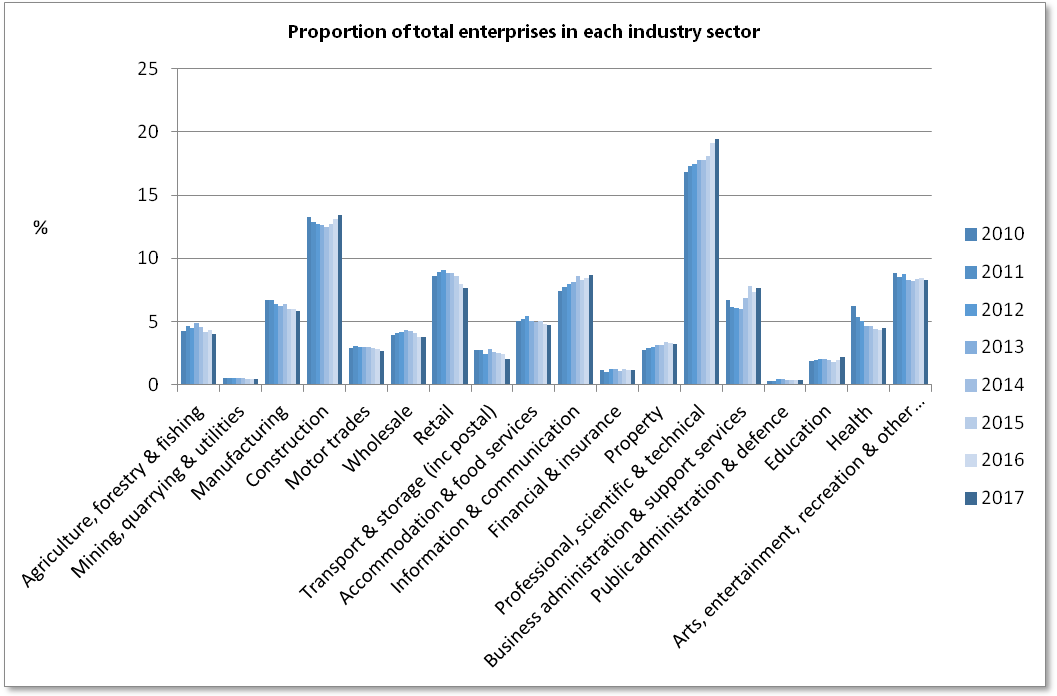 Proportion of total enterprises in each industry sector
25
20
15
10
5
0
%
Agriculture, forestry & fishing
Mining, quarrying & utilities
Manufacturing
Construction
Motor trades
Wholesale
Retail
Transport & storage (inc postal)
Accommodation & food services
Information & communication
Financial & insurance
Property
Professional, scientific & technical
Business administration & support services
Public administration & defence
Education
Health
Arts, entertainment, recreation & other...
2010
2011
2012
2013
2014
2015
2016
2017